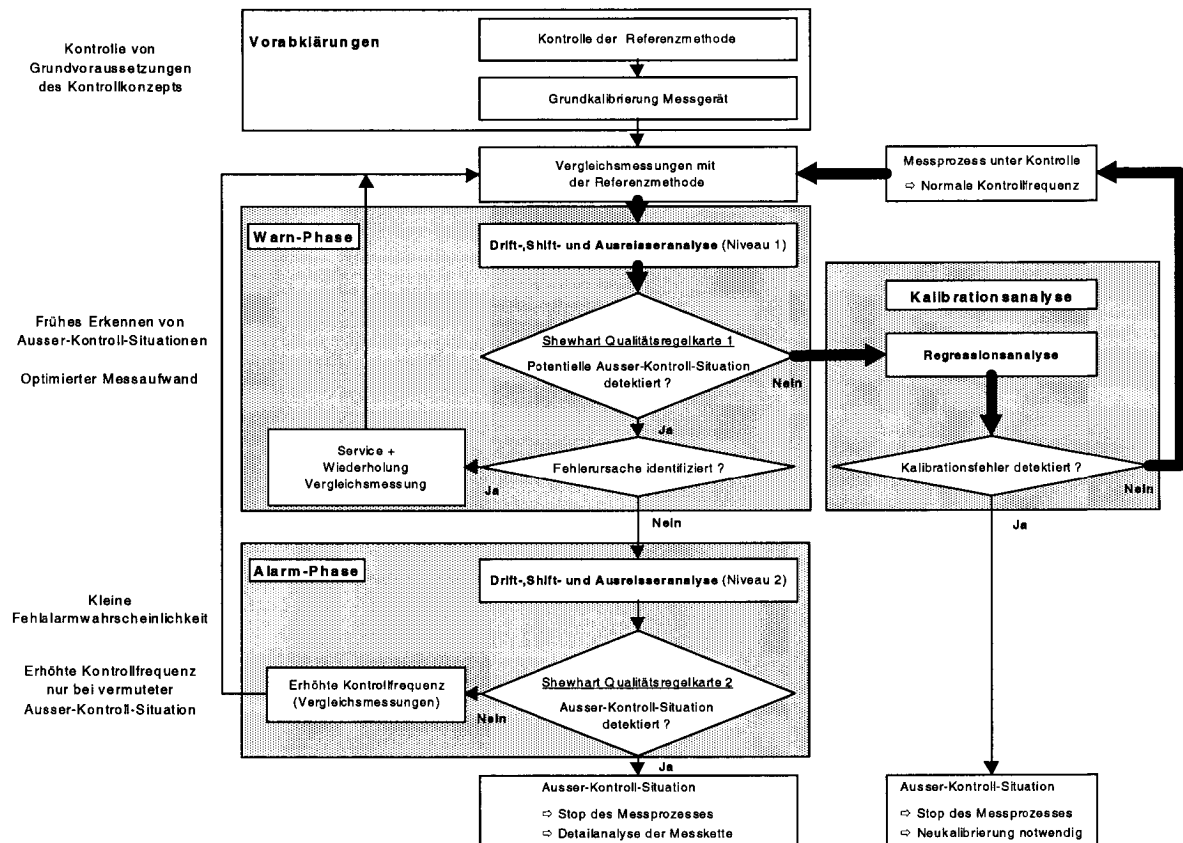 Kontrolle von
Grundvoraussetzungen
des Kontrollkonzepts
Vorabklärungen
Kontrolle der Referenzmethode
Grundkalibrierung Messgerät
Vergleichsmessungen mit
der Referenzmethode
Messprozess unter Kontrolle
⇨ Normale Kontrollfrequenz
Warn-Phase
Drift-,Shift- und Ausreisseranalyse (Niveau 1)
Frühes Erkennen von
Ausser-Kontroll-Situationen
Optimierter Messaufwand
Shewhart Qualitätsregelkarte 1
Potentielle Ausser-Kontroll-Situation
detektiert ?
Nein
Ja
Kalibrationsanalyse
Regressionsanalyse
Service +
Wiederholung
Vergleichsmessung
Ja
Fehlerursache identifiziert ?
Nein
Kalibrationsfehler detektiert ?
Nein
Ja
Alarm-Phase
Drift-,Shift- und Ausreisseranalyse (Niveau 2)
Kleine
Fehlalarmwahrscheinlichkeit
Erhöhte Kontrollfrequenz
nur bei vermuteter
Ausser-Kontroll-Situation
Erhöhte Kontrollfrequenz
(Vergleichsmessungen)
Nein
Shewhart Qualitätsregelkarte 2
Ausser-Kontroll-Situation
detektiert ?
Ja
Ausser-Kontroll-Situation
⇨ Stop des Messprozesses
⇨ Detailanalyse der Messkette
Ausser-Kontroll-Situation
⇨ Stop des Messprozesses
⇨ Neukalibrierung notwendig